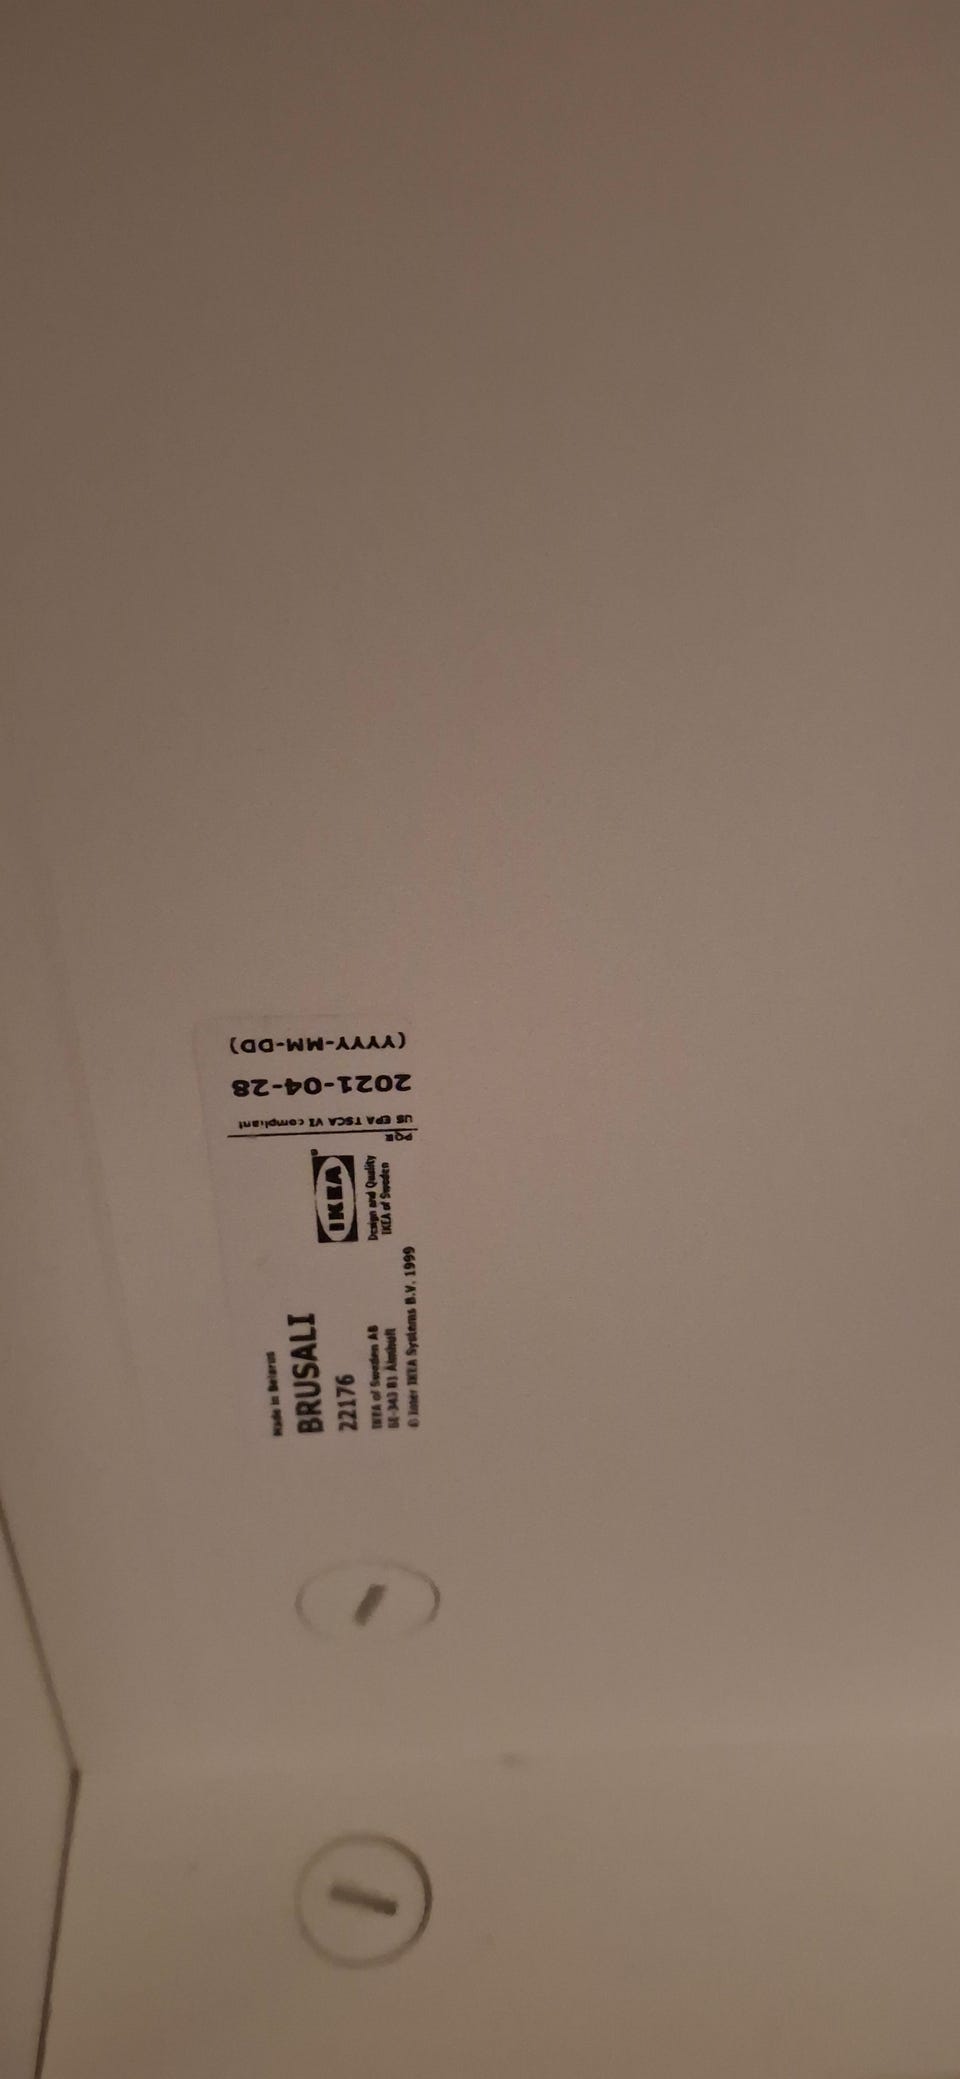 Made in Belarus
BRUSALI
22176
IKEA of Sweden AB
SE-343 81 Älmhult
© Inter IKEA Systems B.V. 1999
IKEA®
Design and Quality
IKEA of Sweden
PQR
US EPA TSCA VI compliant
2021-04-28
(YYYY-MM-DD)